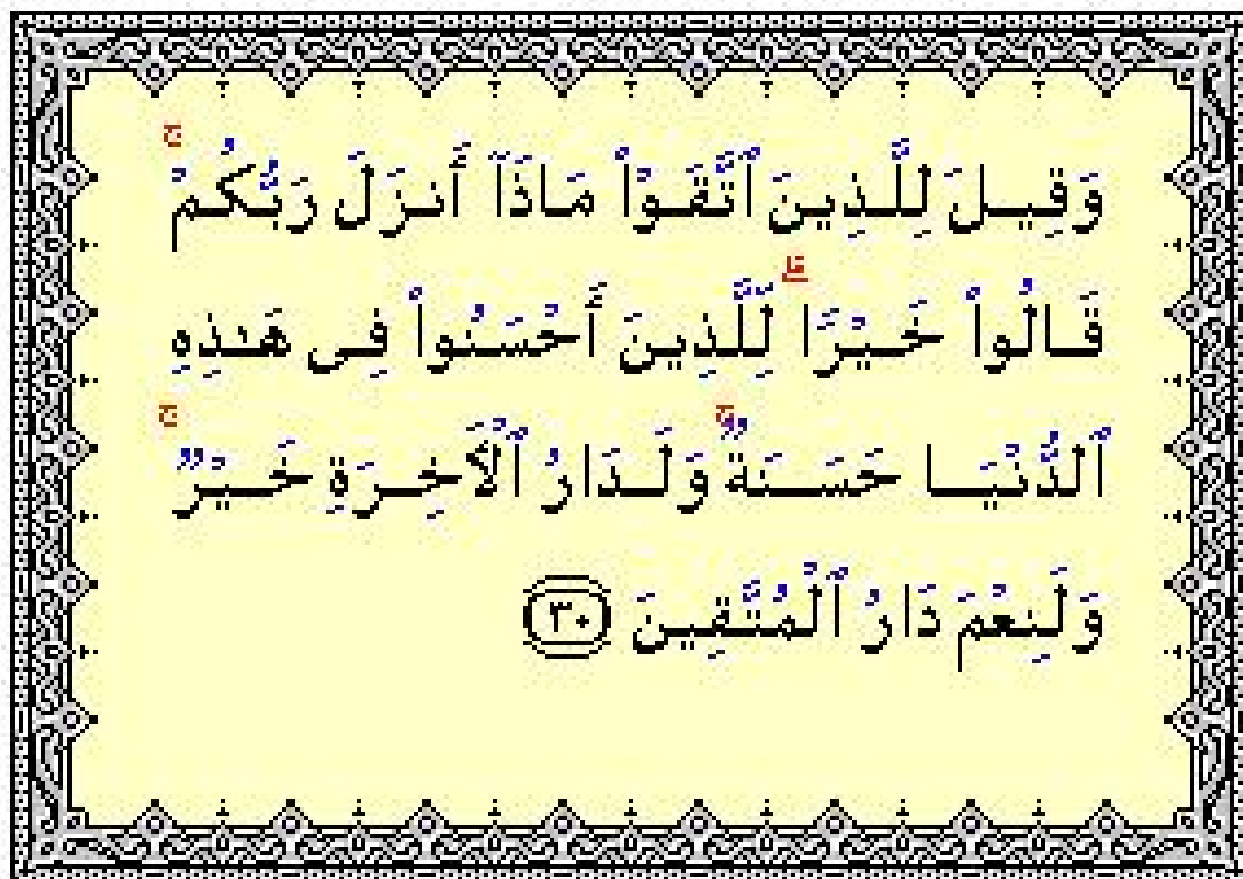 وَقِيلَ لِلَّذِينَ ٱتَّقَوْا۟ مَاذَآ أَنزَلَ رَبُّكُمْ ۚ
قَالُوا۟ خَيْرًا ۗ لِّلَّذِينَ أَحْسَنُوا۟ فِى هَٰذِهِ
ٱلدُّنْيَا حَسَنَةٌ ۚ وَلَدَارُ ٱلْـَٔاخِرَةِ خَيْرٌ ۚ
وَلَنِعْمَ دَارُ ٱلْمُتَّقِينَ ٣٠